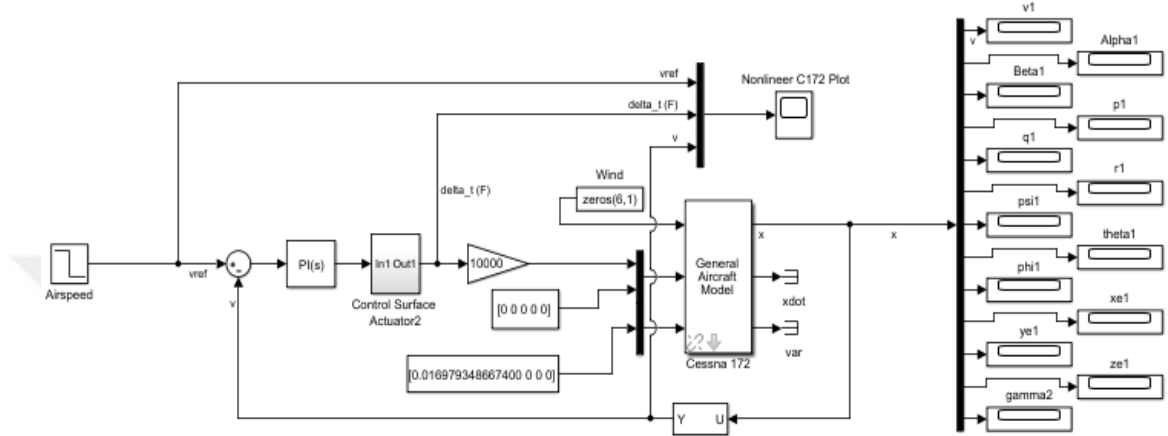 v1
v
Alpha1
Nonlineer C172 Plot
Beta1
vref
p1
delta_t (F)
q1
v
Wind
r1
delta_t (F)
zeros(6,1)
psi1
x
x
theta1
General
Aircraft
Model
PI(s)
In1 Out1
10000
phi1
vref
Airspeed
v
Control Surface
Actuator2
[0 0 0 0 0]
xdot
xe1
ye1
var
Cessna 172
ze1
[0.016979348667400 0 0 0]
gamma2
Y
U